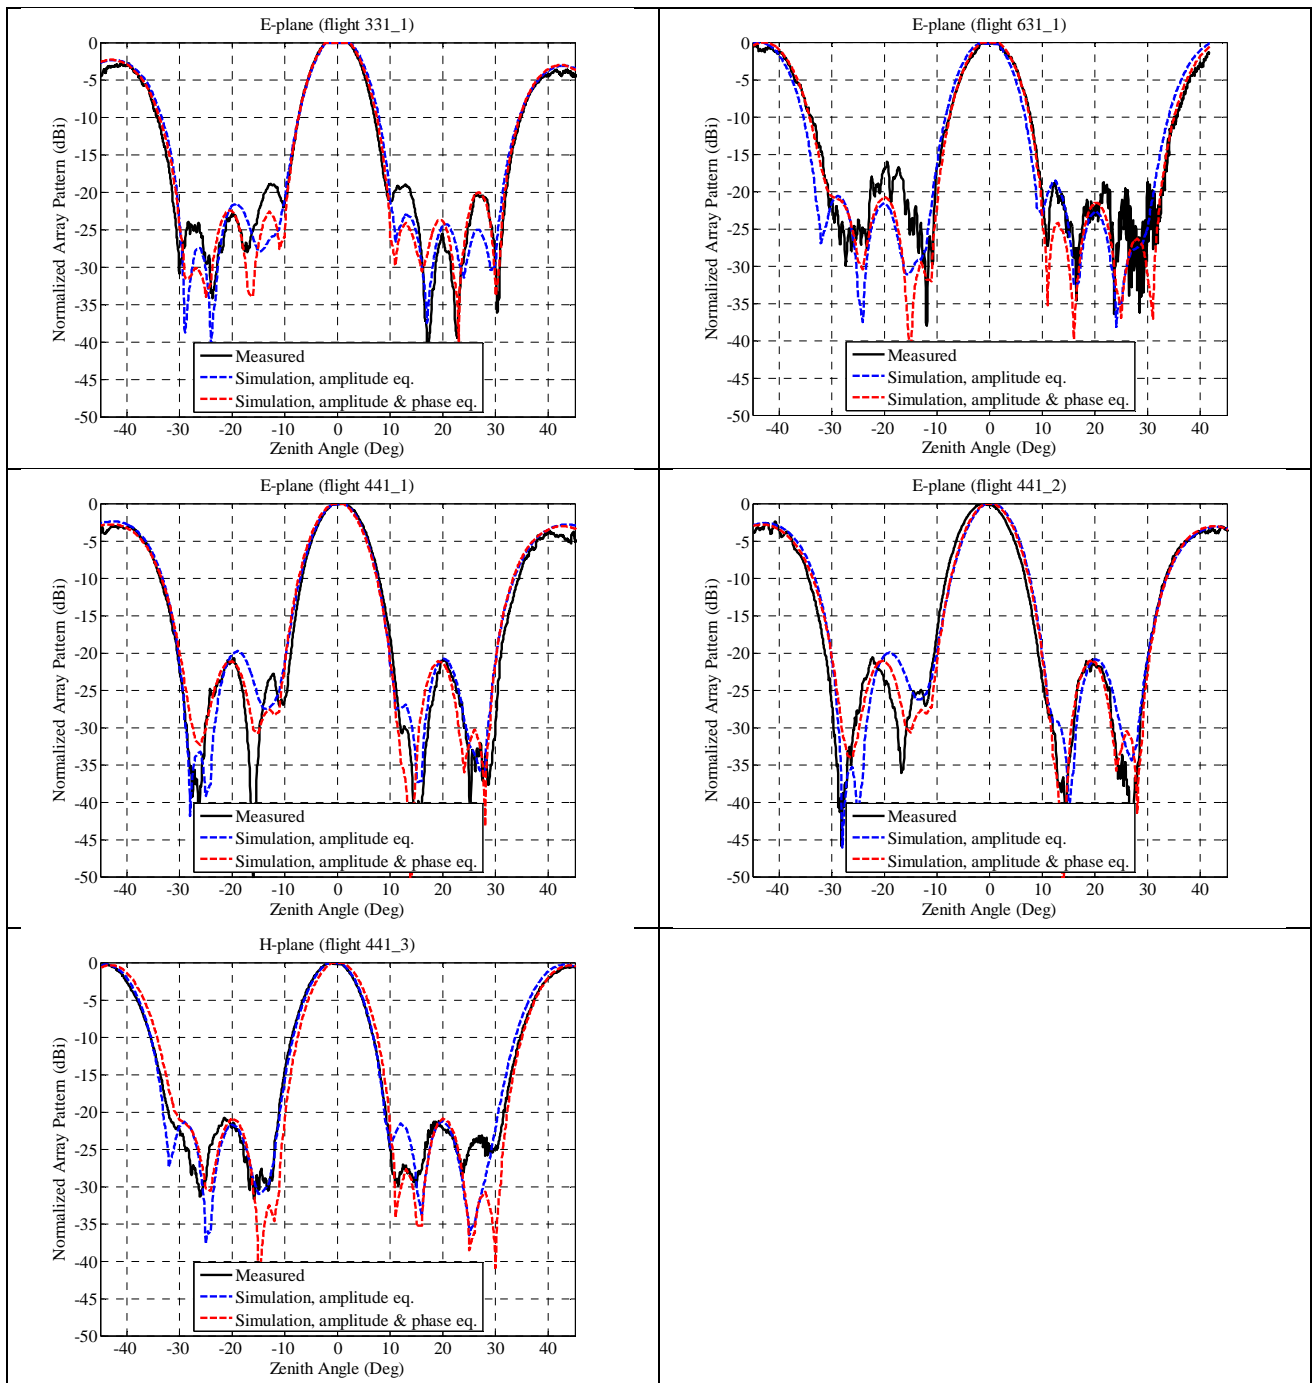 E-plane (flight 331_1)
0
-5
-10
-15
-20
-25
-30
-35
-40
-45
-50
Normalized Array Pattern (dBi)
Measured
Simulation, amplitude eq.
Simulation, amplitude & phase eq.
-40 -30 -20 -10 0 10 20 30 40
Zenith Angle (Deg)
E-plane (flight 631_1)
0
-5
-10
-15
-20
-25
-30
-35
-40
-45
-50
Normalized Array Pattern (dBi)
Measured
Simulation, amplitude eq.
Simulation, amplitude & phase eq.
-40 -30 -20 -10 0 10 20 30 40
Zenith Angle (Deg)
E-plane (flight 441_1)
0
-5
-10
-15
-20
-25
-30
-35
-40
-45
-50
Normalized Array Pattern (dBi)
Measured
Simulation, amplitude eq.
Simulation, amplitude & phase eq.
-40 -30 -20 -10 0 10 20 30 40
Zenith Angle (Deg)
E-plane (flight 441_2)
0
-5
-10
-15
-20
-25
-30
-35
-40
-45
-50
Normalized Array Pattern (dBi)
Measured
Simulation, amplitude eq.
Simulation, amplitude & phase eq.
-40 -30 -20 -10 0 10 20 30 40
Zenith Angle (Deg)
H-plane (flight 441_3)
0
-5
-10
-15
-20
-25
-30
-35
-40
-45
-50
Normalized Array Pattern (dBi)
Measured
Simulation, amplitude eq.
Simulation, amplitude & phase eq.
-40 -30 -20 -10 0 10 20 30 40
Zenith Angle (Deg)